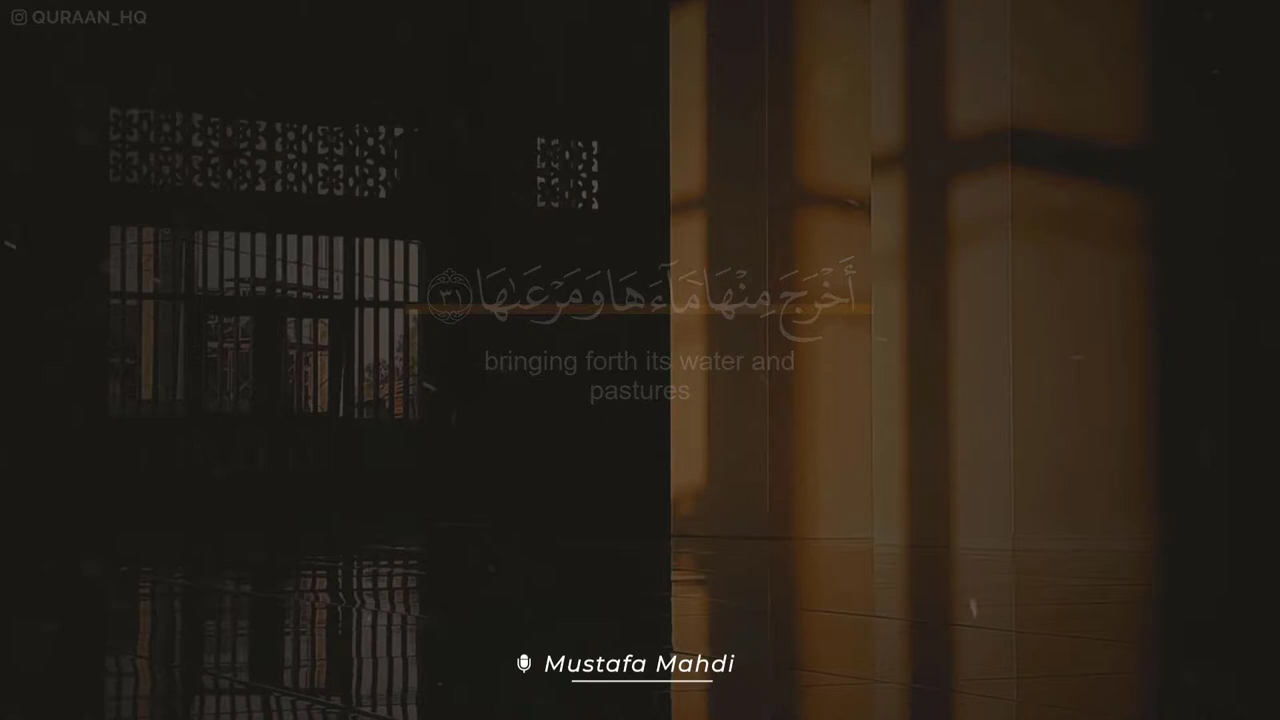 QURAAN_HQ
أَخْرَجَ مِنْهَا مَآءَهَا وَمَرْعَىٰهَا ٣١
bringing forth its water and
pastures
Mustafa Mahdi